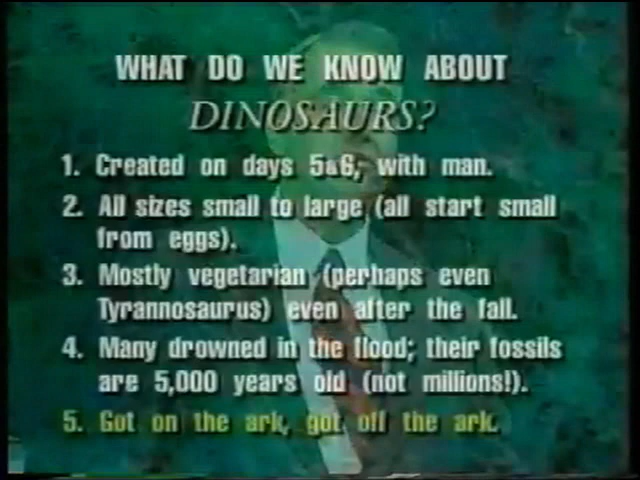 WHAT DO WE KNOW ABOUT
DINOSAURS?
1. Created on days 5&6, with man.
2. All sizes small to large (all start small
from eggs).
3. Mostly vegetarian (perhaps even
Tyrannosaurus) even after the fall.
4. Many drowned in the flood; their fossils
are 5,000 years old (not millions!).
5. Got on the ark, got off the ark.